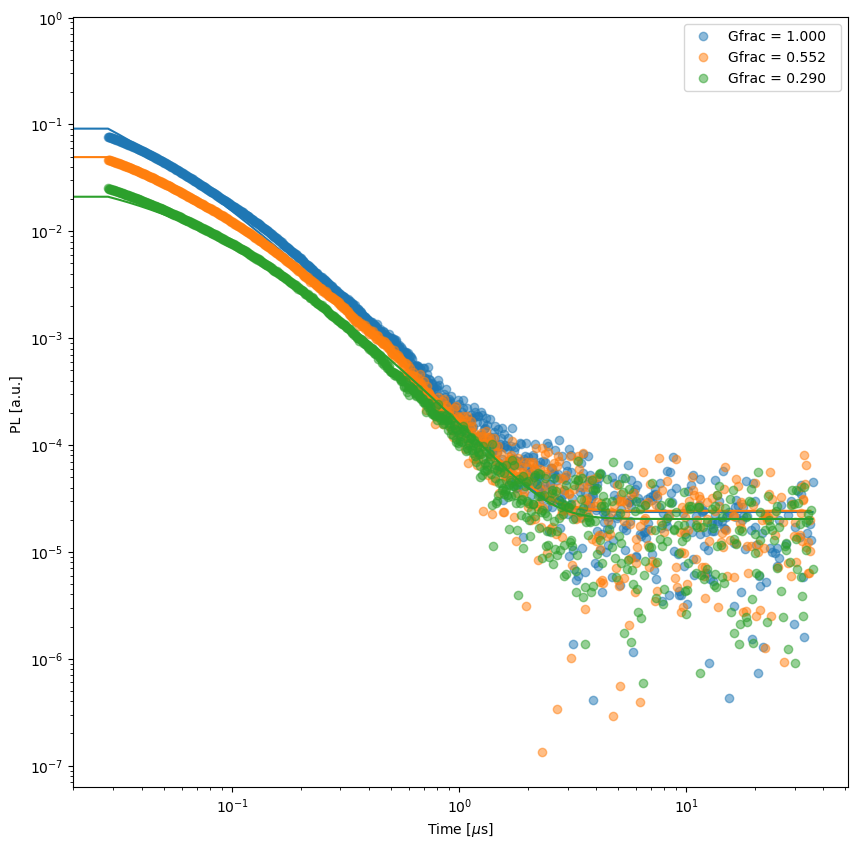 Gfrac = 1.000
Gfrac = 0.552
Gfrac = 0.290
10⁰
10⁻¹
10⁻²
10⁻³
10⁻⁴
10⁻⁵
10⁻⁶
10⁻⁷
PL [a.u.]
10⁻¹ 10⁰ 10¹
Time [μs]